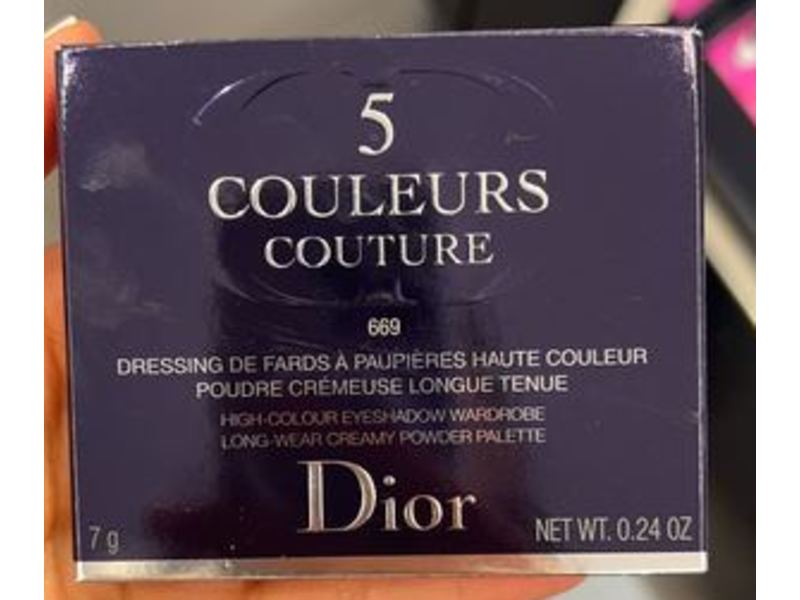 5
COULEURS
COUTURE
669
DRESSING DE FARDS À PAUPIÈRES HAUTE COULEUR
POUDRE CRÉMEUSE LONGUE TENUE
HIGH-COLOUR EYESHADOW WARDROBE
LONG-WEAR CREAMY POWDER PALETTE
Dior
7 g
NET WT. 0.24 OZ